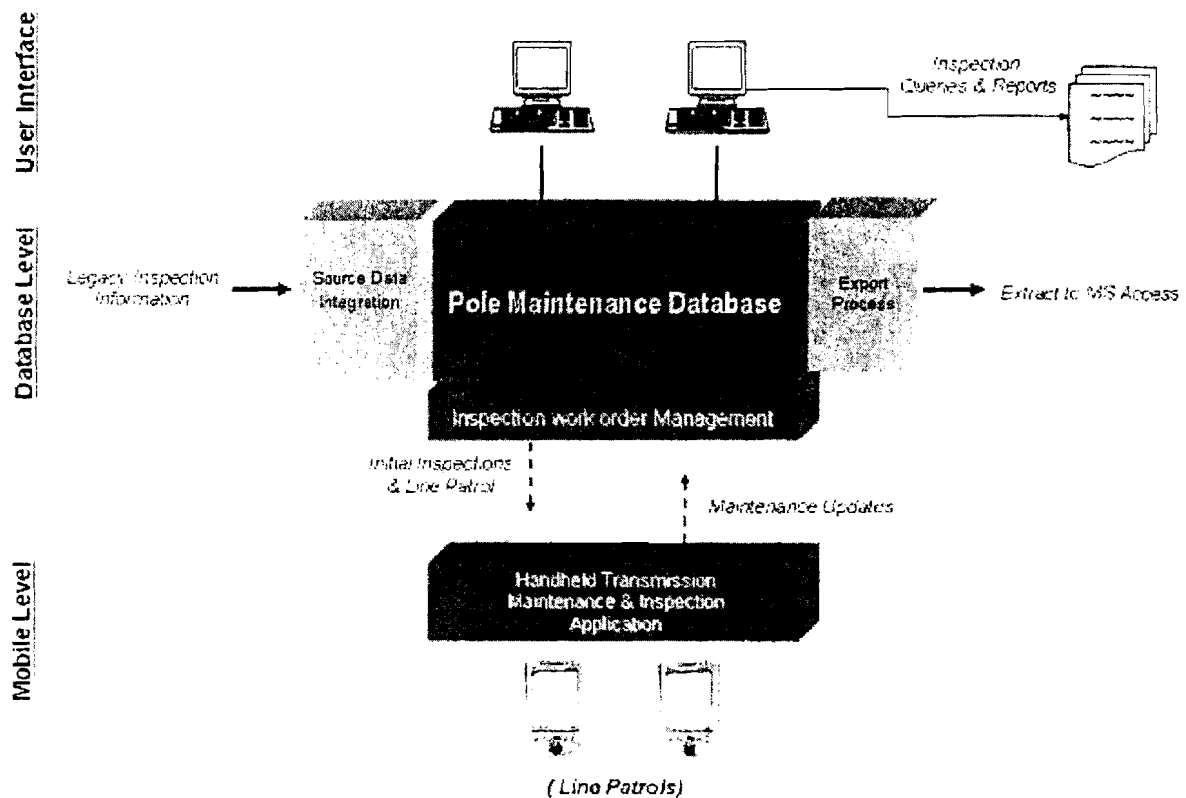 User Interface
Inspection
Queries & Reports
Database Level
Legacy Inspection
Information
Source Data
Integration
Pole Maintenance Database
Export
Process
Extract to MS Access
Inspection work order Management
Initial Inspections
& Line Patrol
Maintenance Updates
Mobile Level
Handheld Transmission
Maintenance & Inspection
Application
( Line Patrols)